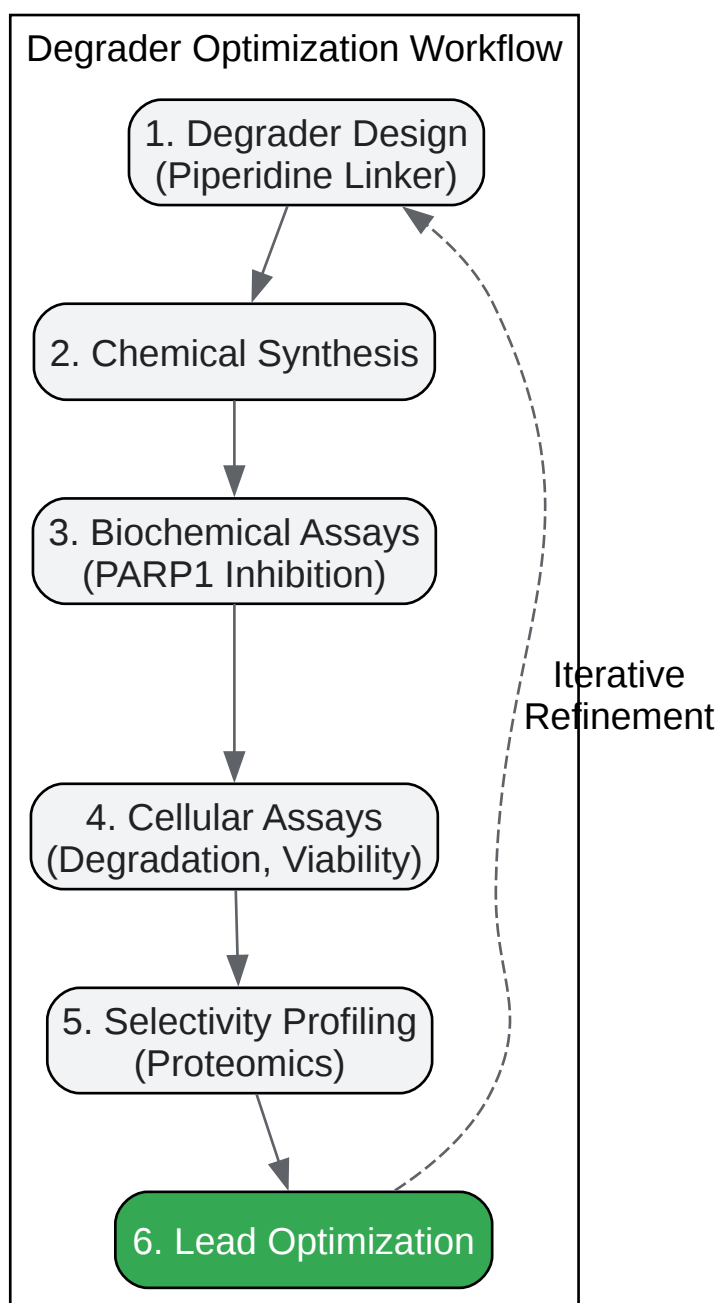 Degrader Optimization Workflow
1. Degrader Design
(Piperidine Linker)
2. Chemical Synthesis
3. Biochemical Assays
(PARP1 Inhibition)
Iterative
Refinement
4. Cellular Assays
(Degradation, Viability)
5. Selectivity Profiling
(Proteomics)
6. Lead Optimization